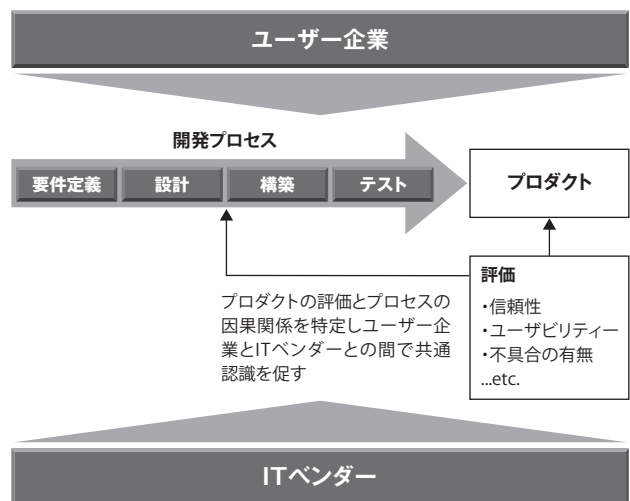 ユーザー企業
開発プロセス
要件定義
設計
構築
テスト
プロダクト
プロダクトの評価とプロセスの
因果関係を特定しユーザー企
業とITベンダーとの間で共通
認識を促す
評価
・信頼性
・ユーザビリティー
・不具合の有無
...etc.
ITベンダー